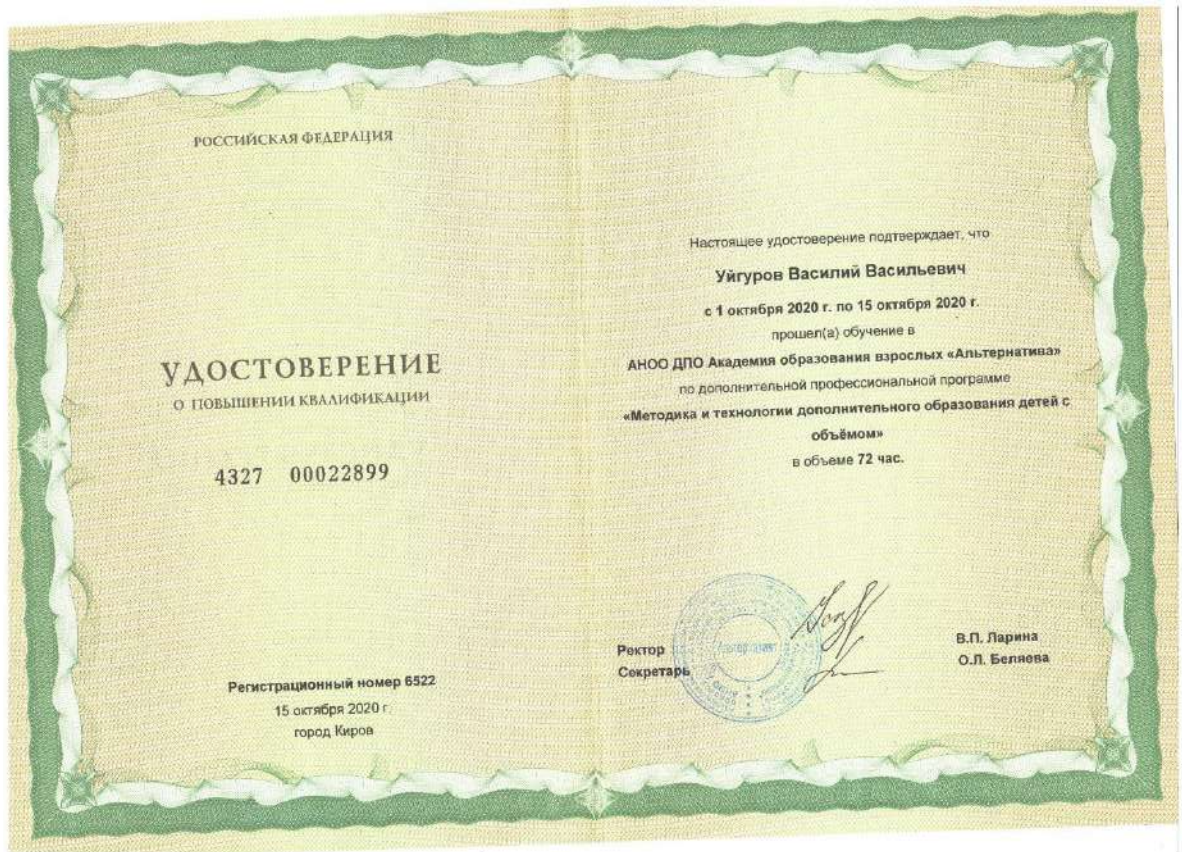 РОССИЙСКАЯ ФЕДЕРАЦИЯ
УДОСТОВЕРЕНИЕ
О ПОВЫШЕНИИ КВАЛИФИКАЦИИ
4327 00022899
Регистрационный номер 6522
15 октября 2020 г.
город Киров
Настоящее удостоверение подтверждает, что
Уйгуров Василий Васильевич
с 1 октября 2020 г. по 15 октября 2020 г.
прошел(а) обучение в
АНОО ДПО Академия образования взрослых «Альтернатива»
по дополнительной профессиональной программе
«Методика и технологии дополнительного образования детей с
объёмом»
в объеме 72 час.
Ректор
Секретарь
В.П. Ларина
О.Л. Беляева